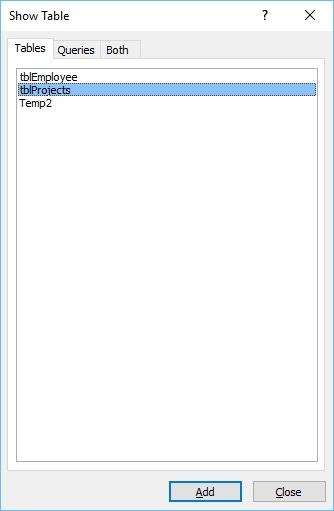 Show Table ?
Tables Queries Both
tblEmployee
tblProjects
Temp2
Add Close